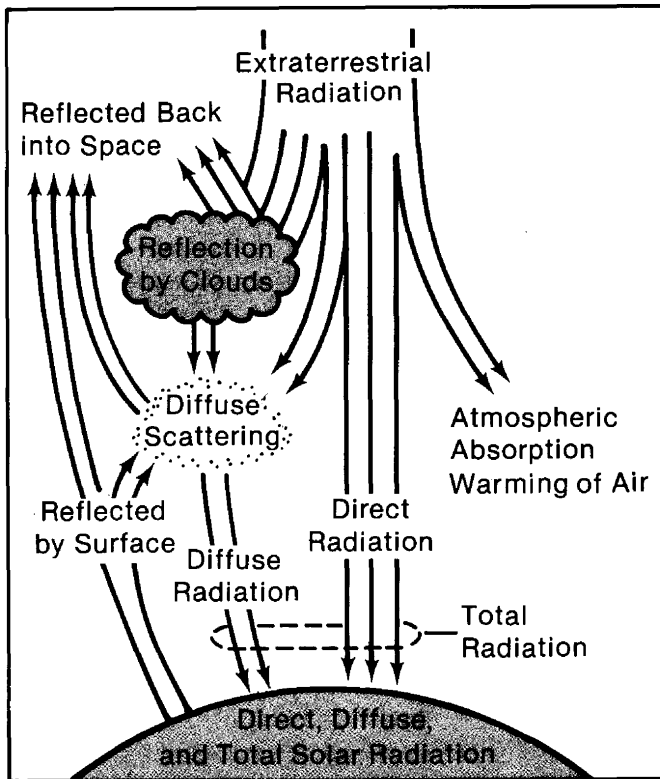 Extraterrestrial
Radiation
Reflected Back
into Space
Reflection
by Clouds
Diffuse
Scattering
Atmospheric
Absorption
Warming of Air
Reflected
by Surface
Direct
Radiation
Diffuse
Radiation
Total
Radiation
Direct, Diffuse,
and Total Solar Radiation